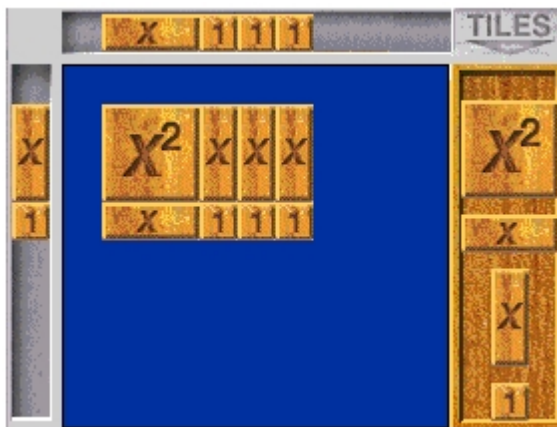 X 1 1 1 TILES
X X² X X X X²
1 X 1 1 1 X
X
1